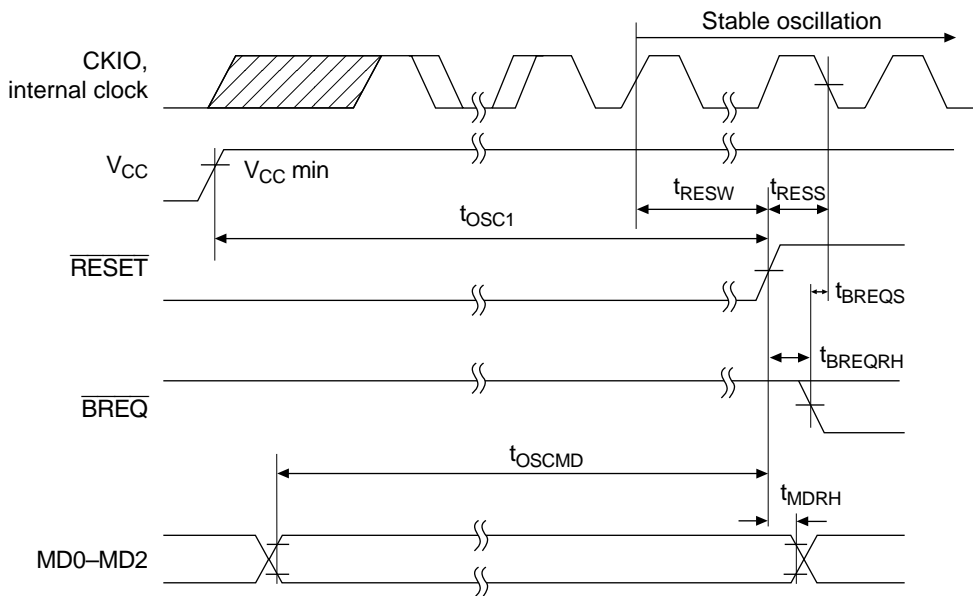 Stable oscillation
CKIO,
internal clock
VCC
VCC min
tRESW
tRESS
tOSC1
RESET
tBREQS
tBREQRH
BREQ
tOSCMD
tMDRH
MD0–MD2